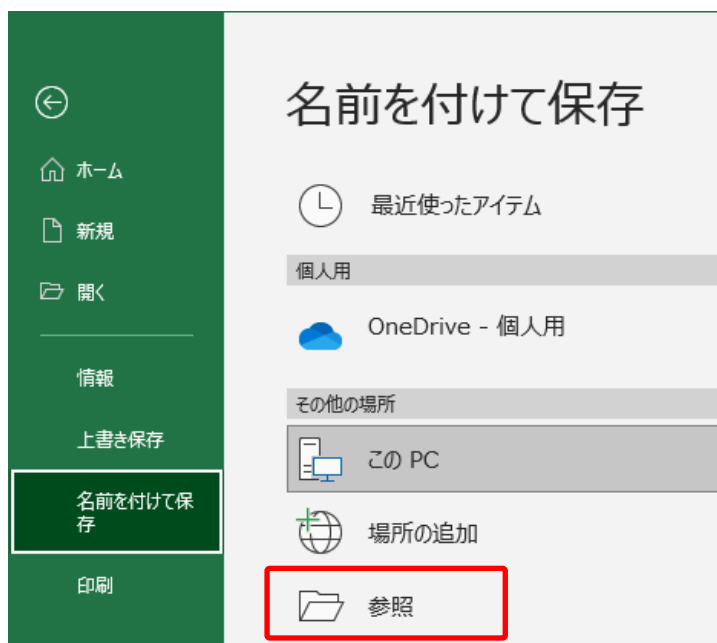 ホーム
新規
開く
情報
上書き保存
名前を付けて保
存
印刷
名前を付けて保存
最近使ったアイテム
個人用
OneDrive - 個人用
その他の場所
この PC
場所の追加
参照